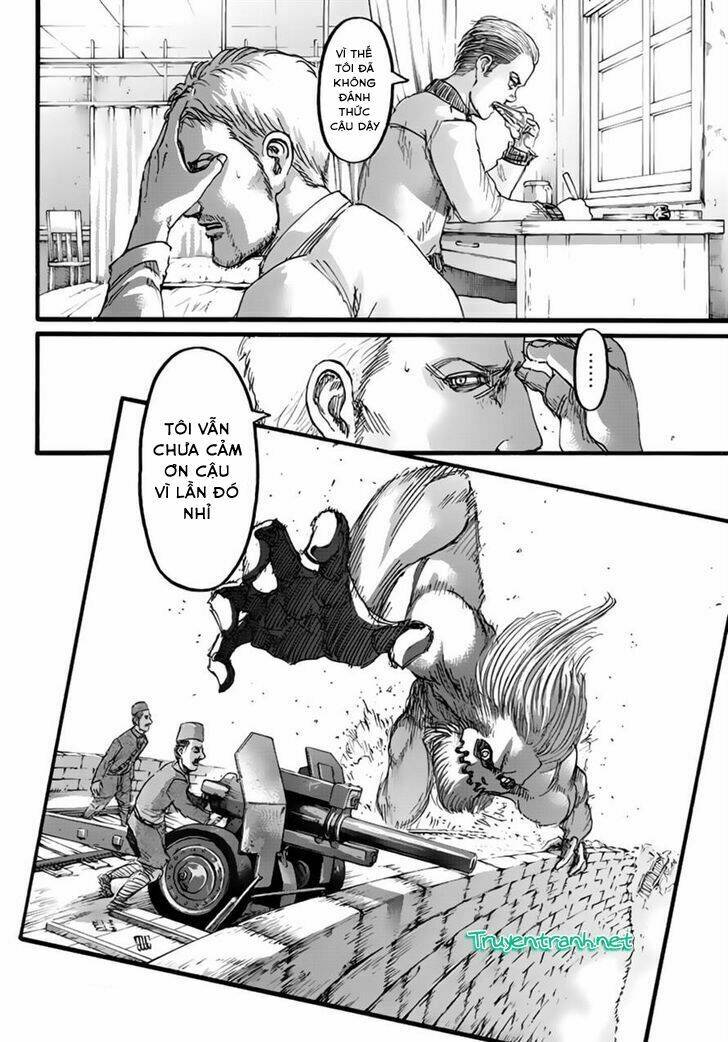 VÌ THẾ
TÔI ĐÃ
KHÔNG
ĐÁNH
THỨC
CẬU DẬY
........
TÔI VẪN
CHƯA CẢM
ƠN CẬU
VÌ LẦN ĐÓ
NHỈ
Truyentranh.net